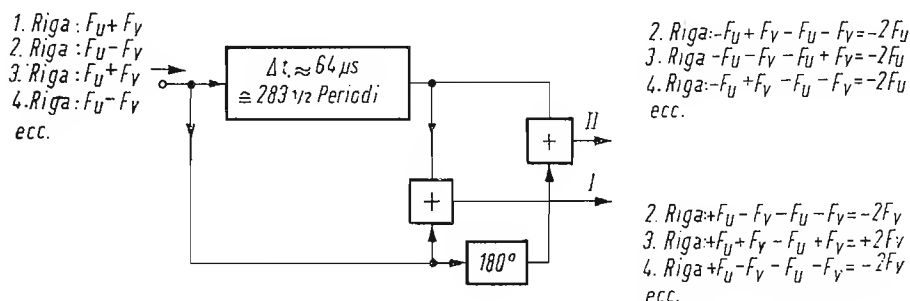 1. Riga : F_U + F_V
2. Riga : F_U - F_V
3. Riga : F_U + F_V
4. Riga : F_U - F_V
ecc.
Δt ≈ 64 μs
≅ 283 1/2 Periodi
+
II
I
+
180°
2. Riga:-F_U + F_V - F_U - F_V = -2F_U
3. Riga -F_U - F_V - F_U + F_V = -2F_U
4. Riga:-F_U + F_V - F_U - F_V = -2F_U
ecc.
2. Riga:+F_U - F_V - F_U - F_V = -2F_V
3. Riga:+F_U + F_V - F_U + F_V = +2F_V
4. Riga +F_U - F_V - F_U - F_V = -2F_V
ecc.